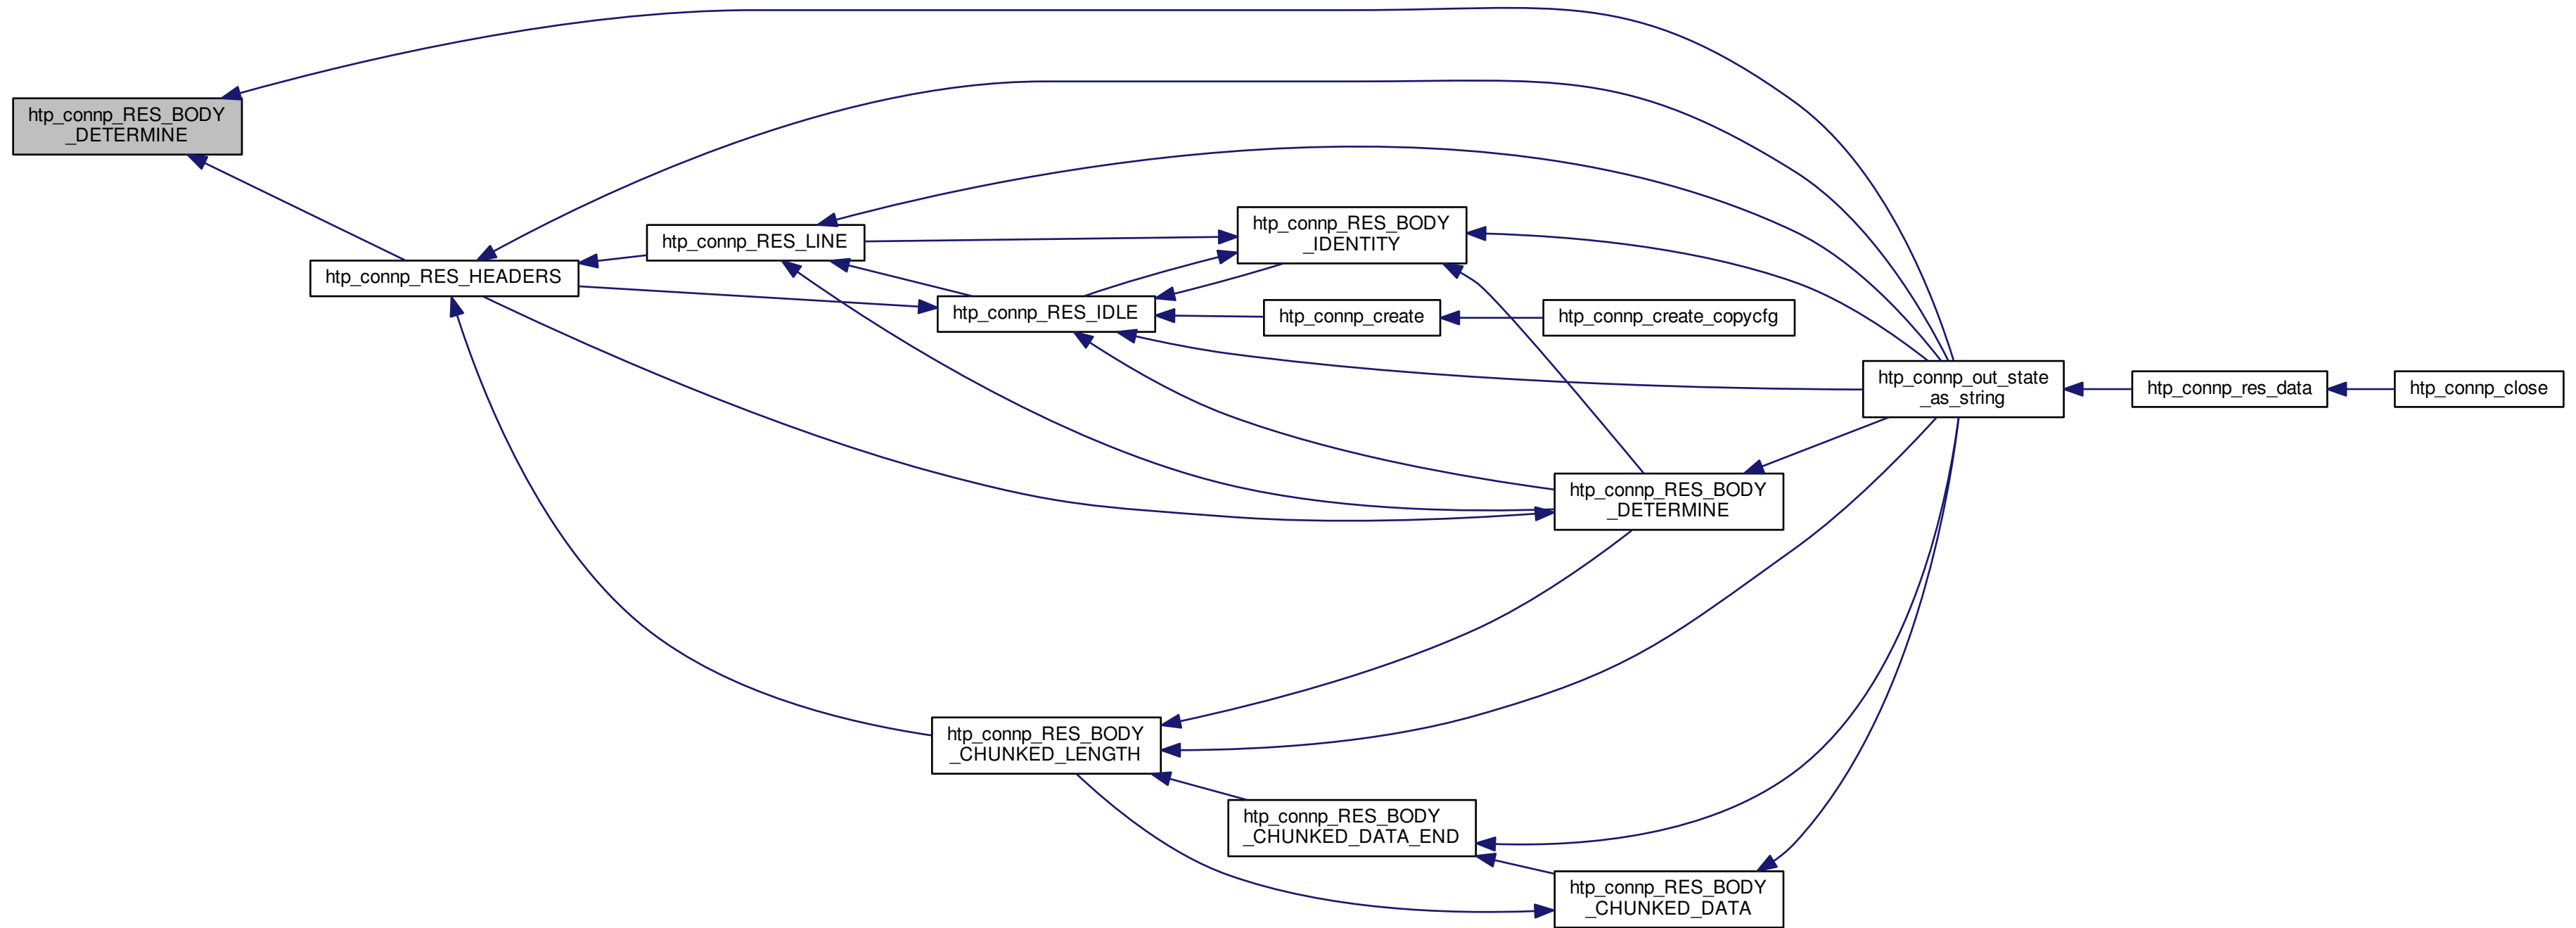 htp_connp_RES_BODY
_DETERMINE
htp_connp_RES_HEADERS
htp_connp_RES_LINE
htp_connp_RES_IDLE
htp_connp_RES_BODY
_IDENTITY
htp_connp_create
htp_connp_create_copycfg
htp_connp_out_state
_as_string
htp_connp_res_data
htp_connp_close
htp_connp_RES_BODY
_DETERMINE
htp_connp_RES_BODY
_CHUNKED_LENGTH
htp_connp_RES_BODY
_CHUNKED_DATA_END
htp_connp_RES_BODY
_CHUNKED_DATA